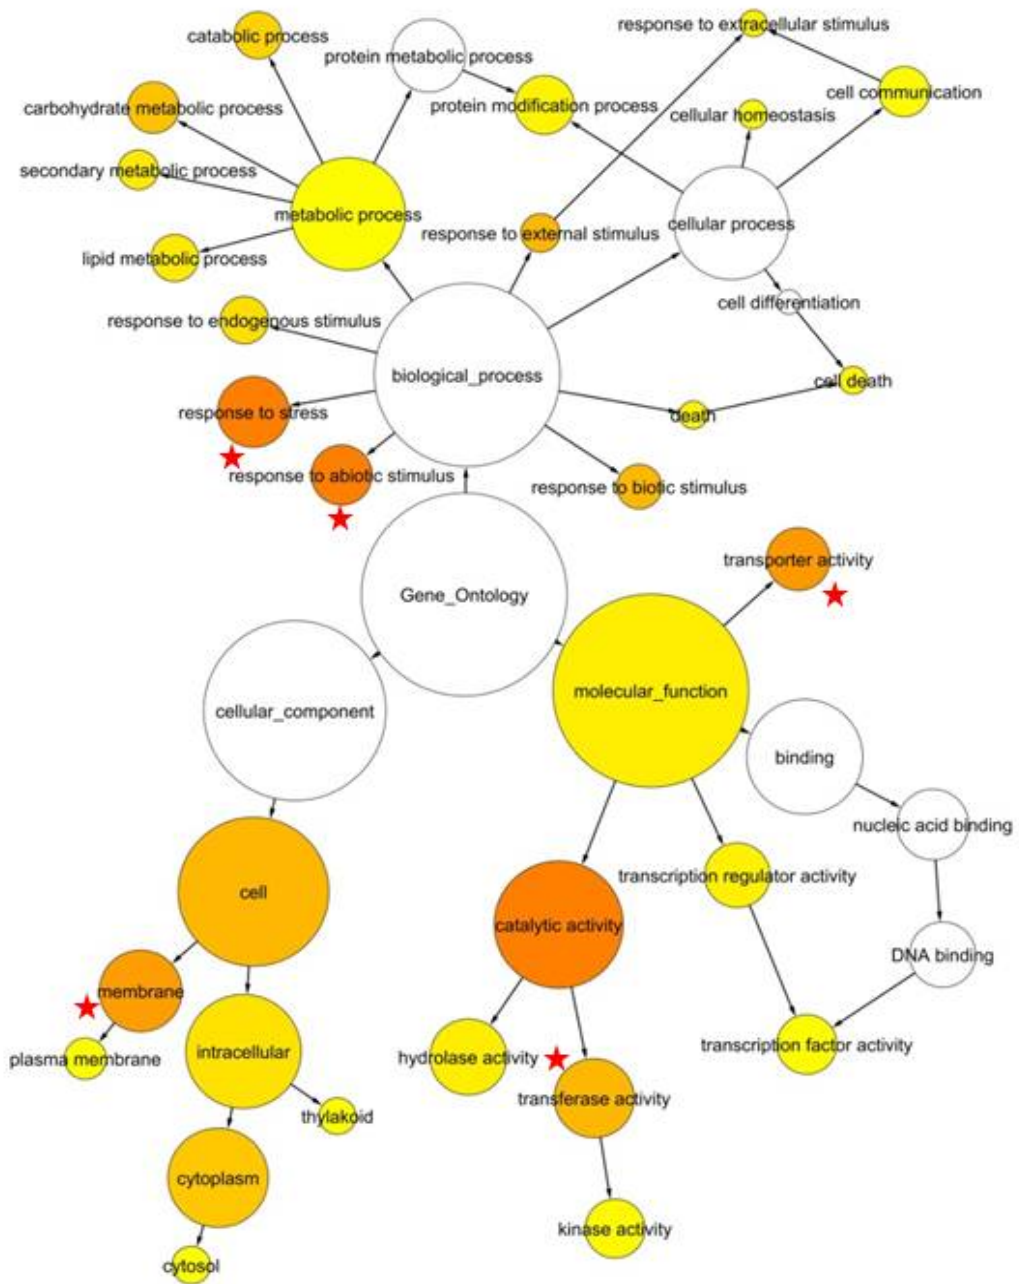 response to extracellular stimulus
catabolic process
protein metabolic process
cell communication
carbohydrate metabolic process
protein modification process
cellular homeostasis
secondary metabolic process
metabolic process
cellular process
response to external stimulus
lipid metabolic process
cell differentiation
response to endogenous stimulus
biological_process
cell death
response to stress
death
response to abiotic stimulus
response to biotic stimulus
transporter activity
Gene_Ontology
molecular_function
cellular_component
binding
nucleic acid binding
transcription regulator activity
cell
catalytic activity
DNA binding
membrane
transcription factor activity
intracellular
hydrolase activity
plasma membrane
transferase activity
thylakoid
cytoplasm
kinase activity
cytosol